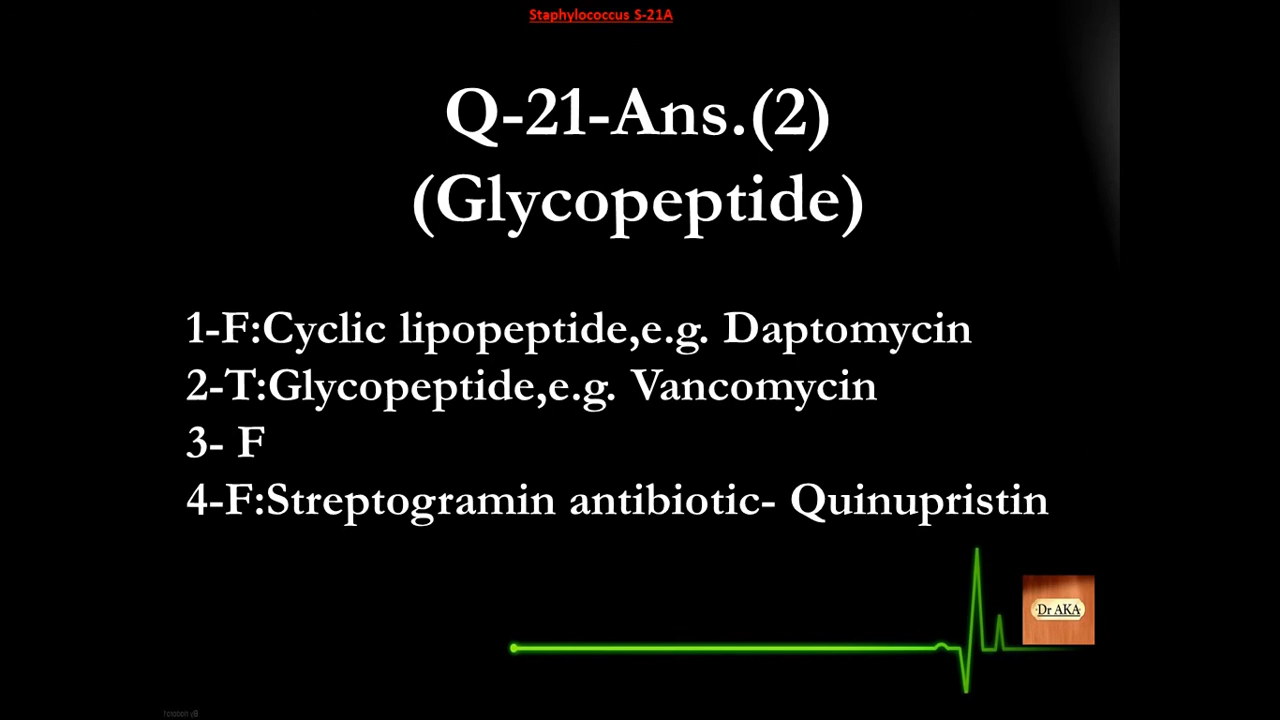 Staphylococcus S-21A
Q-21-Ans.(2)
(Glycopeptide)
1-F:Cyclic lipopeptide,e.g. Daptomycin
2-T:Glycopeptide,e.g. Vancomycin
3- F
4-F:Streptogramin antibiotic- Quinupristin
Dr AKA